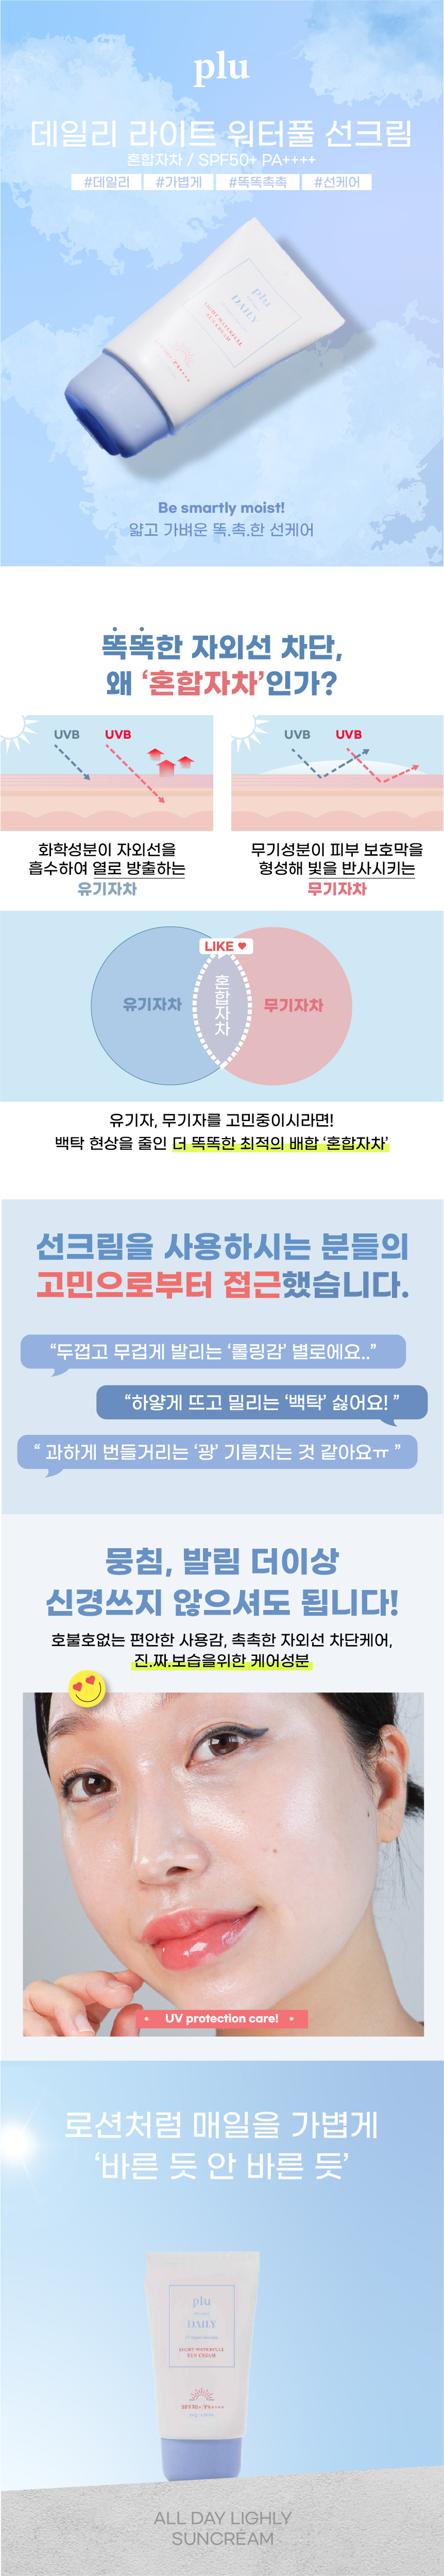 plu
데일리 라이트 워터풀 선크림
혼합자차 / SPF50+ PA++++
#데일리 #가볍게 #똑똑촉촉 #선케어
plu
DAILY
LIGHT WATERFULL
SUN CREAM
Be smartly moist!
얇고 가벼운 똑.촉.한 선케어
똑똑한 자외선 차단,
왜 ‘혼합자차’인가?
UVB UVB
화학성분이 자외선을
흡수하여 열로 방출하는
유기자차
UVB UVB
무기성분이 피부 보호막을
형성해 빛을 반사시키는
무기자차
LIKE
유기자차
혼합자차
무기자차
유기자, 무기자를 고민중이시라면!
백탁 현상을 줄인 더 똑똑한 최적의 배합 ‘혼합자차’
선크림을 사용하시는 분들의
고민으로부터 접근했습니다.
“두껍고 무겁게 발리는 ‘롤링감’ 별로에요..”
“하얗게 뜨고 밀리는 ‘백탁’ 싫어요! ”
“ 과하게 번들거리는 ‘광’ 기름지는 것 같아요ㅠ ”
뭉침, 발림 더이상
신경쓰지 않으셔도 됩니다!
호불호없는 편안한 사용감, 촉촉한 자외선 차단케어,
진.짜.보습을위한 케어성분
UV protection care!
로션처럼 매일을 가볍게
‘바른 듯 안 바른 듯’
plu
DAILY
LIGHT WATERFULL
SUN CREAM
SPF50+/PA++++
ALL DAY LIGHLY
SUNCREAM